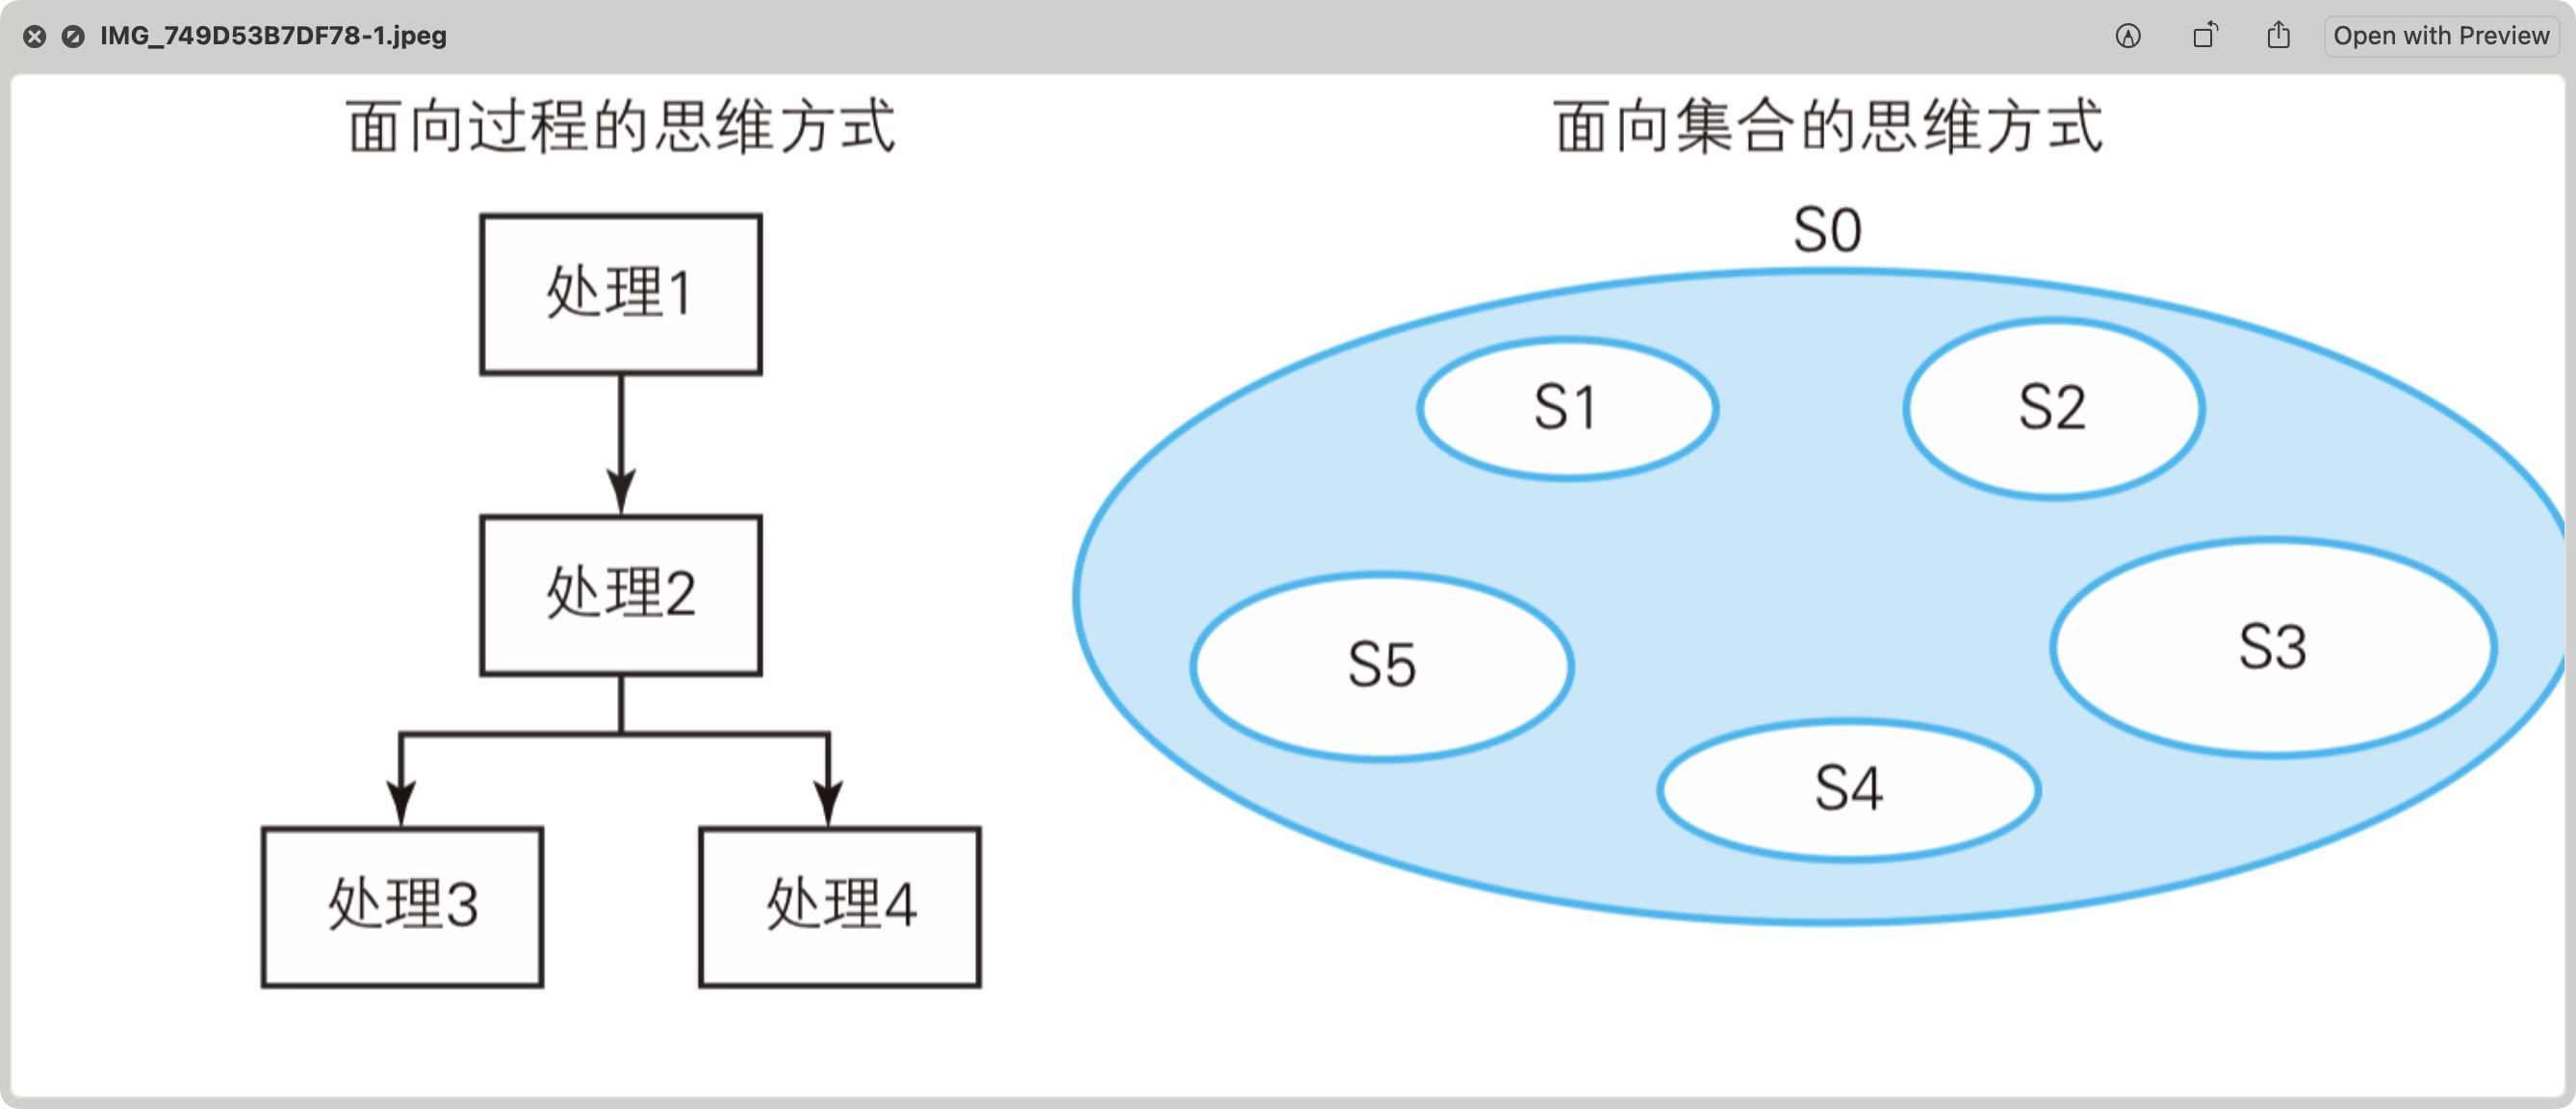 IMG_749D53B7DF78-1.jpeg
Open with Preview
面向过程的思维方式
处理1
处理2
处理3
处理4
面向集合的思维方式
S0
S1
S2
S5
S3
S4